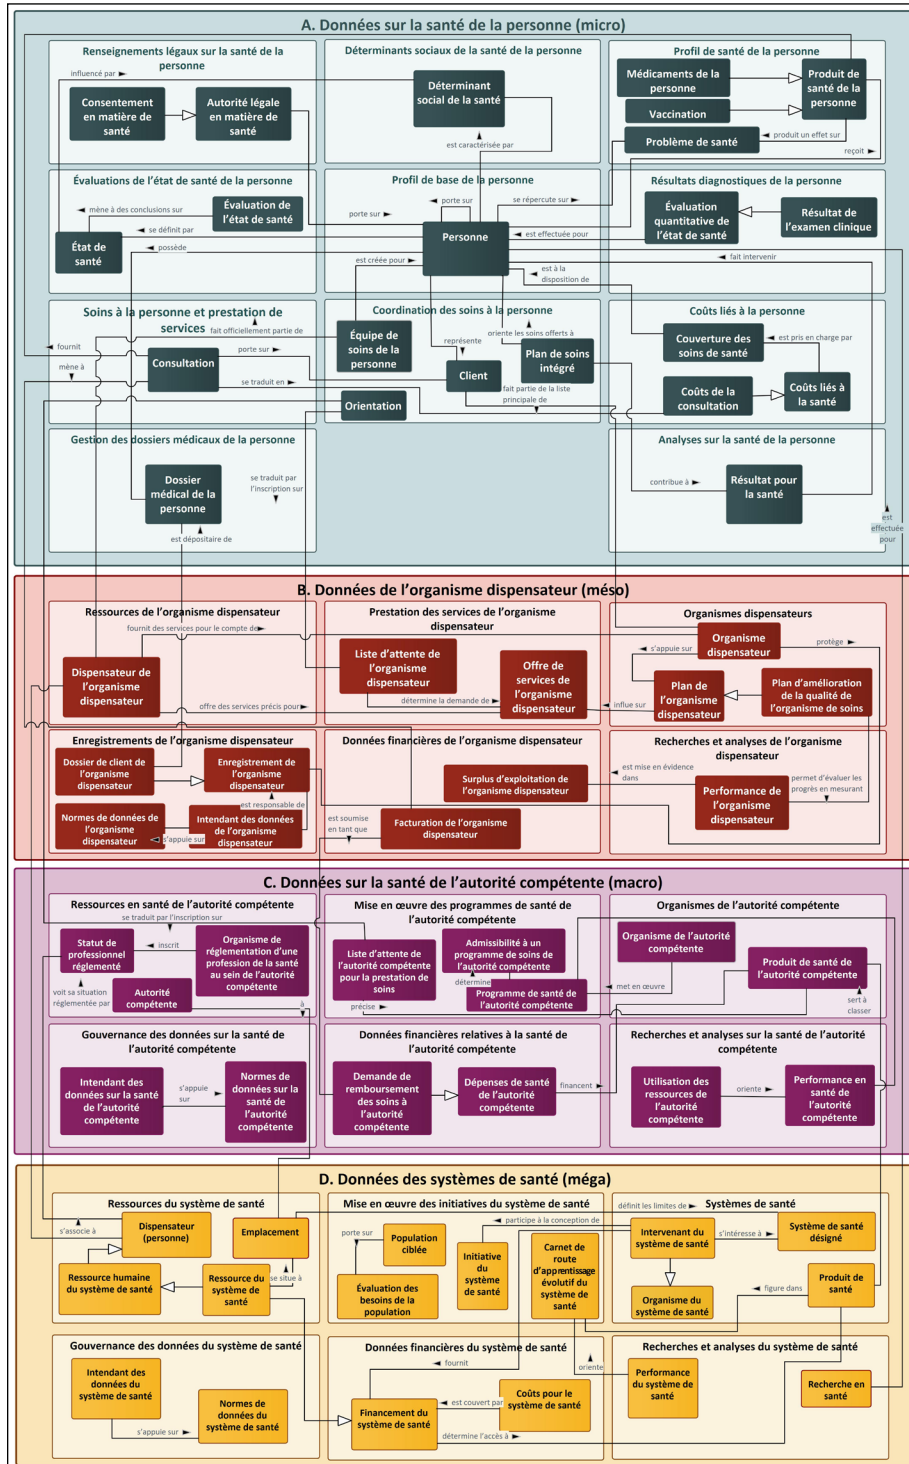 A. Données sur la santé de la personne (micro)
Renseignements légaux sur la santé de la
personne
Déterminants sociaux de la santé de la personne
Profil de santé de la personne
influencé par
Consentement
en matière de
santé
Autorité légale
en matière de
santé
Déterminant
social de la santé
Médicaments de la
personne
Produit de
santé de la
personne
Vaccination
produit un effet sur
Problème de santé
reçoit
est caractérisée par
Évaluations de l'état de santé de la personne
Profil de base de la personne
Résultats diagnostiques de la personne
mène à des conclusions sur
Évaluation de
l'état de santé
porte sur
porte sur
se répercute sur
Évaluation
quantitative de
l'état de santé
Résultat de
l'examen clinique
se définit par
État de
santé
Personne
est effectuée pour
possède
est créée pour
est à la
disposition de
fait intervenir
Soins à la personne et prestation de
services
Coordination des soins à la personne
Coûts liés à la personne
fait officiellement partie de
fournit
Équipe de
soins de la
personne
oriente les soins offerts à
représente
Couverture des
soins de santé
est pris en charge par
Consultation
porte sur
Plan de soins
intégré
mène à
Client
se traduit en
fait partie de la liste
principale de
Coûts de la
consultation
Coûts liés à
la santé
Orientation
Gestion des dossiers médicaux de la personne
Analyses sur la santé de la personne
Dossier
médical de la
personne
se traduit par
l'inscription sur
contribue à
Résultat pour
la santé
est dépositaire de
est
effectuée
pour
B. Données de l'organisme dispensateur (méso)
Ressources de l'organisme dispensateur
Prestation des services de l'organisme
dispensateur
Organismes dispensateurs
fournit des services pour le compte de
Organisme
dispensateur
protège
Liste d'attente de
l'organisme
dispensateur
s'appuie sur
Dispensateur de
l'organisme
dispensateur
Offre de
services de
l'organisme
dispensateur
Plan de
l'organisme
dispensateur
Plan d'amélioration
de la qualité de
l'organisme de soins
détermine la demande de
offre des services précis pour
influe sur
Enregistrements de l'organisme dispensateur
Données financières de l'organisme dispensateur
Recherches et analyses de l'organisme
dispensateur
Dossier de client de
l'organisme
dispensateur
Enregistrement de
l'organisme
dispensateur
Surplus d'exploitation de
l'organisme dispensateur
est mise en évidence
dans
Performance de
l'organisme
dispensateur
permet d'évaluer les
progrès en mesurant
est responsable de
Normes de données de
l'organisme
dispensateur
s'appuie sur
Intendant des données
de l'organisme
dispensateur
est soumise
en tant que
Facturation de l'organisme
dispensateur
C. Données sur la santé de l'autorité compétente (macro)
Ressources en santé de l'autorité compétente
Mise en œuvre des programmes de santé de
l'autorité compétente
Organismes de l'autorité compétente
se traduit par l'inscription sur
Statut de
professionnel
réglementé
inscrit
Organisme de
réglementation d'une
profession de la santé
au sein de l'autorité
compétente
Liste d'attente de
l'autorité compétente
pour la prestation de
soins
Admissibilité à un
programme de soins de
l'autorité compétente
Organisme de l'autorité
compétente
Produit de santé de
l'autorité compétente
détermine
voit sa situation
réglementée par
Autorité
compétente
Programme de santé de
l'autorité compétente
met en œuvre
à
précise
sert à
classer
Gouvernance des données sur la santé de
l'autorité compétente
Données financières relatives à la santé de
l'autorité compétente
Recherches et analyses sur la santé de l'autorité
compétente
Intendant des
données sur la santé
de l'autorité
compétente
s'appuie
sur
Normes de
données sur la
santé de
l'autorité
compétente
Demande de
remboursement
des soins à
l'autorité
compétente
Dépenses de santé
de l'autorité
compétente
financent
Utilisation des
ressources de
l'autorité
compétente
oriente
Performance en
santé de
l'autorité
compétente
D. Données des systèmes de santé (méga)
Ressources du système de santé
Mise en œuvre des initiatives du système de santé
définit les limites de
Systèmes de santé
s'associe à
Dispensateur
(personne)
Emplacement
porte sur
Population
ciblée
participe à la conception de
Initiative
du
système
de santé
Carnet de
route
d'apprentissage
évolutif du
système de
santé
Intervenant du
système de santé
s'intéresse à
Système de santé
désigné
Ressource humaine
du système de santé
Ressource du
système de
santé
se situe à
Évaluation des
besoins de la
population
Organisme du
système de santé
figure dans
Produit de
santé
Gouvernance des données du système de santé
Données financières du système de santé
Recherches et analyses du système de santé
fournit
oriente
Intendant des
données du
système de santé
Normes de
données du
système de santé
s'appuie sur
Financement du
système de santé
est couvert par
Coûts pour le
système de santé
détermine l'accès à
Performance
du système de
santé
Recherche en
santé